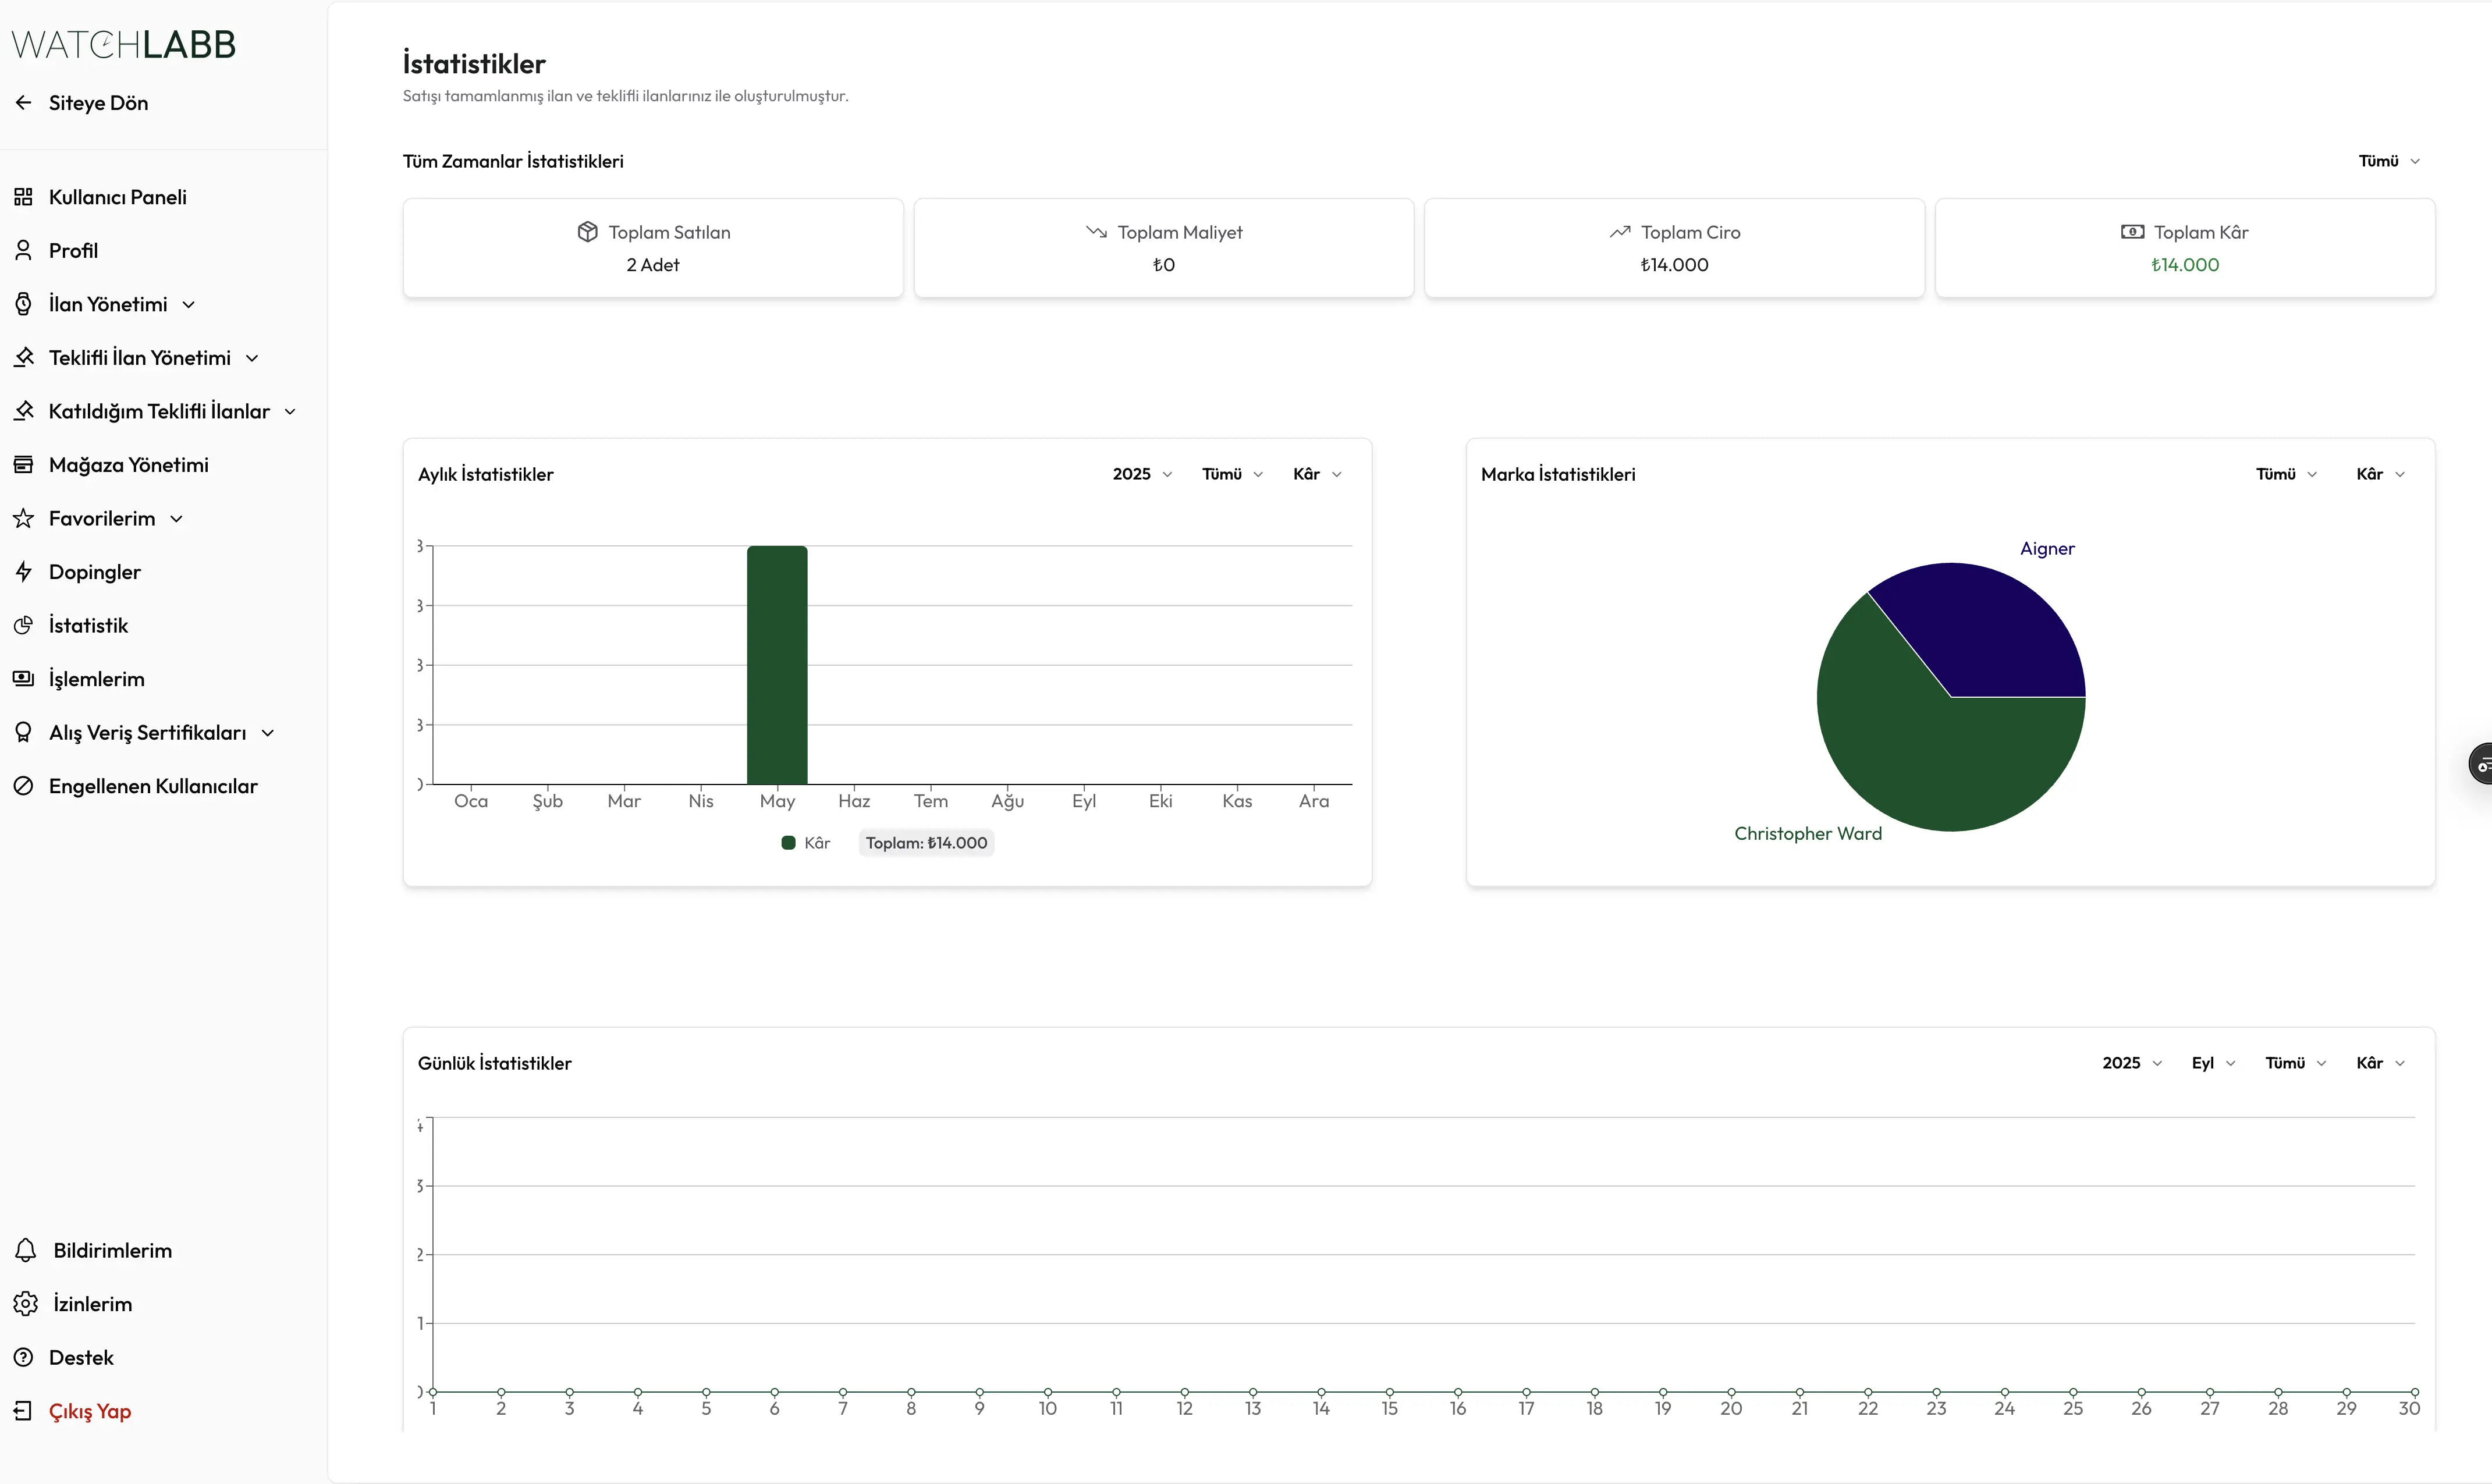 WATCHLABB
Siteye Dön
Kullanıcı Paneli
Profil
İlan Yönetimi
Teklifli İlan Yönetimi
Katıldığım Teklifli İlanlar
Mağaza Yönetimi
Favorilerim
Dopingler
İstatistik
İşlemlerim
Alış Veriş Sertifikaları
Engellenen Kullanıcılar
Bildirimlerim
İzinlerim
Destek
Çıkış Yap
İstatistikler
Satışı tamamlanmış ilan ve teklifli ilanlarınız ile oluşturulmuştur.
Tüm Zamanlar İstatistikleri
Tümü
Toplam Satılan
2 Adet
Toplam Maliyet
₺0
Toplam Ciro
₺14.000
Toplam Kâr
₺14.000
Aylık İstatistikler
2025 Tümü Kâr
Oca Şub Mar Nis May Haz Tem Ağu Eyl Eki Kas Ara
Kâr Toplam: ₺14.000
Marka İstatistikleri
Tümü Kâr
Aigner
Christopher Ward
Günlük İstatistikler
2025 Eyl Tümü Kâr
4
3
2
1
0
1 2 3 4 5 6 7 8 9 10 11 12 13 14 15 16 17 18 19 20 21 22 23 24 25 26 27 28 29 30